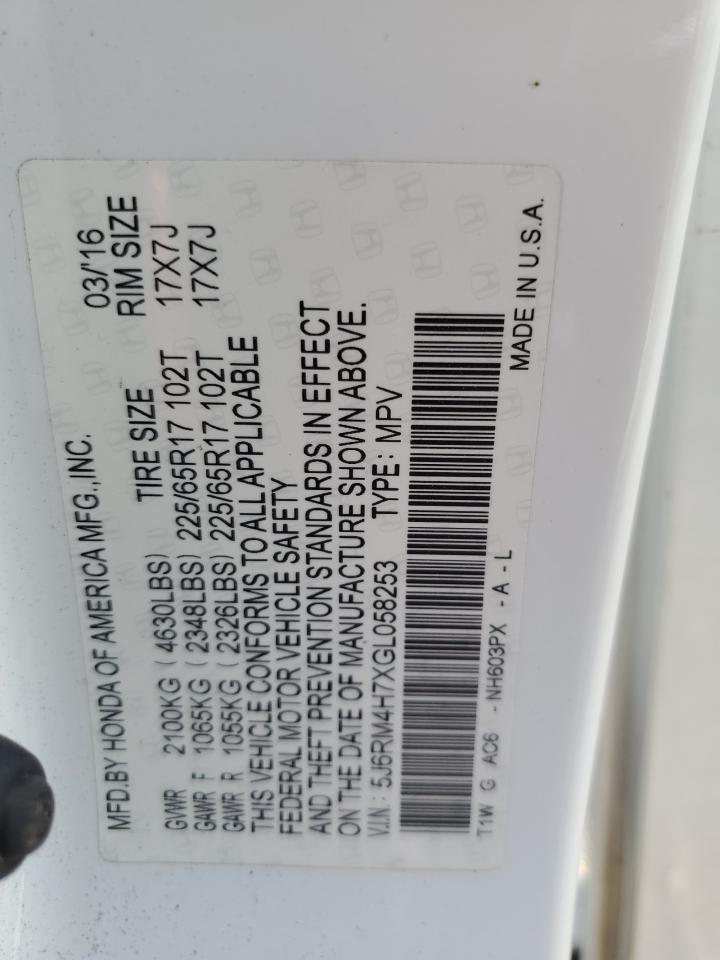 MFD.BY HONDA OF AMERICA MFG.,INC. 03/'16
TIRE SIZE RIM SIZE
GVWR 2100KG (4630LBS)
GAWR F 1065KG (2348LBS) 225/65R17 102T 17X7J
GAWR R 1055KG (2326LBS) 225/65R17 102T 17X7J
THIS VEHICLE CONFORMS TO ALL APPLICABLE
FEDERAL MOTOR VEHICLE SAFETY
AND THEFT PREVENTION STANDARDS IN EFFECT
ON THE DATE OF MANUFACTURE SHOWN ABOVE.
V.I.N: 5J6RM4H7XGL058253 TYPE: MPV
T1W G AC6 - NH603PX - A - L MADE IN U.S.A.